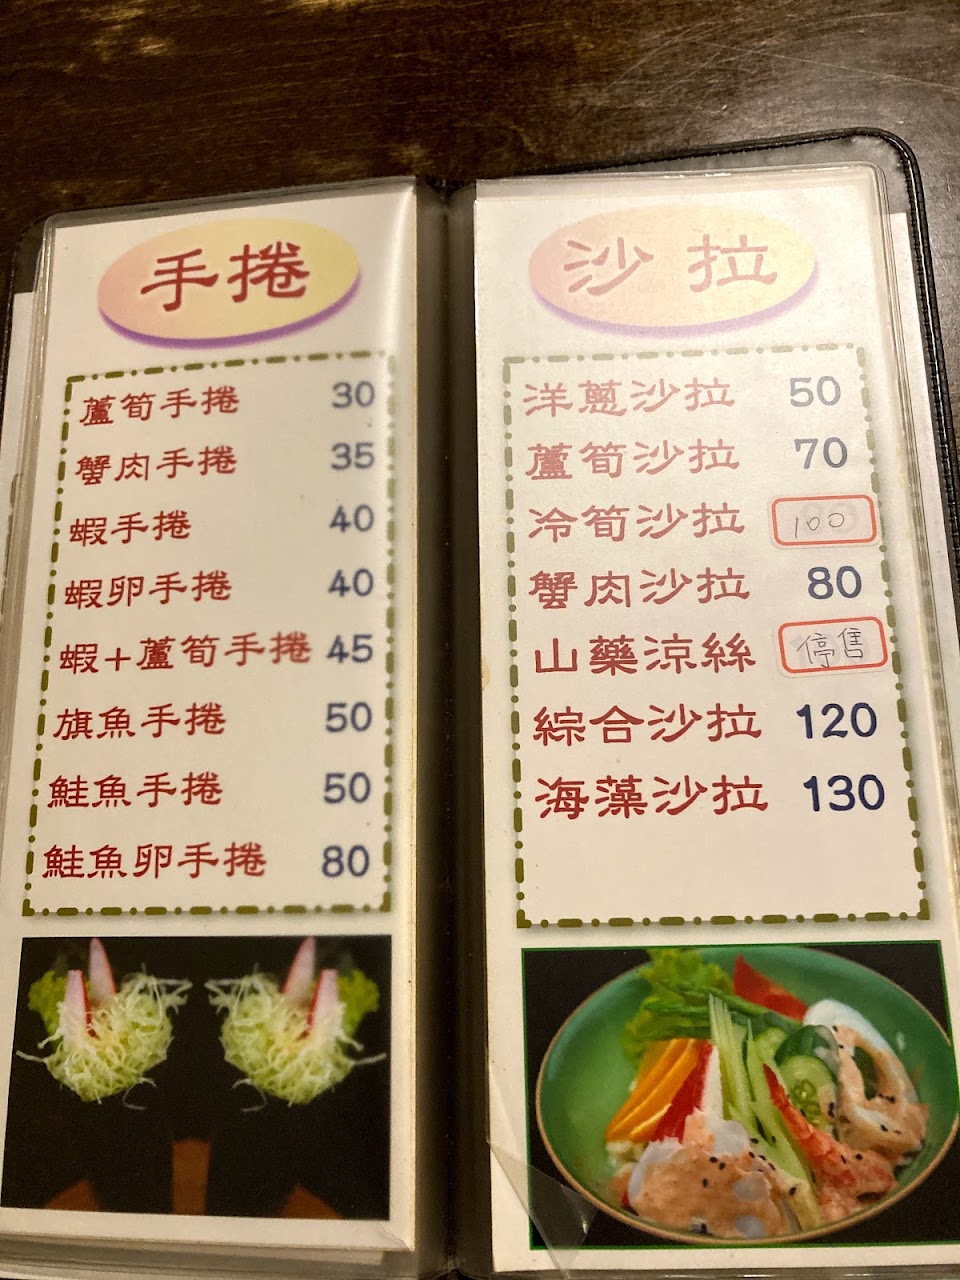 手捲
蘆筍手捲 30
蟹肉手捲 35
蝦手捲 40
蝦卵手捲 40
蝦+蘆筍手捲 45
旗魚手捲 50
鮭魚手捲 50
鮭魚卵手捲 80
沙拉
洋蔥沙拉 50
蘆筍沙拉 70
冷筍沙拉 100
蟹肉沙拉 80
山藥涼絲 停售
綜合沙拉 120
海藻沙拉 130